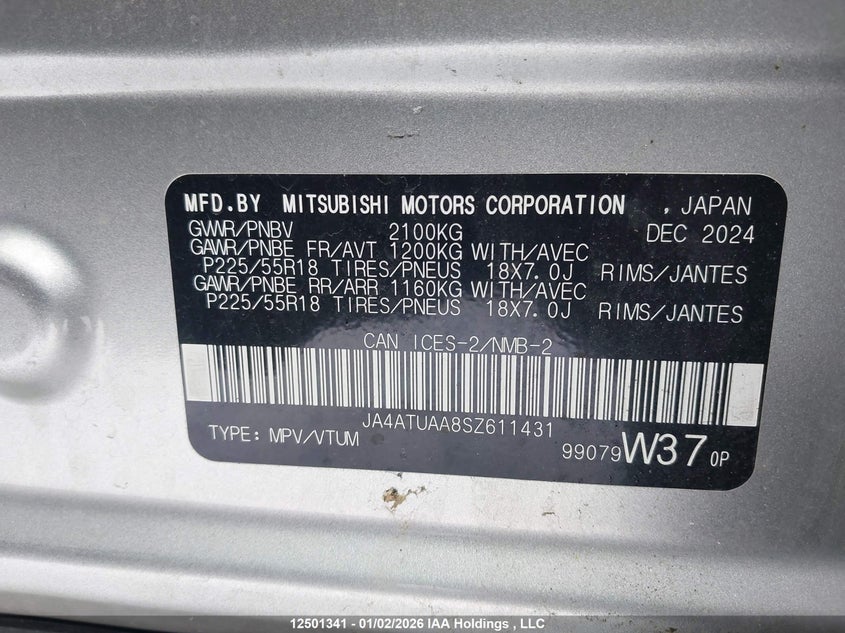 MFD.BY MITSUBISHI MOTORS CORPORATION , JAPAN
GVWR/PNBV 2100KG DEC 2024
GAWR/PNBE FR/AVT 1200KG WITH/AVEC
P225/55R18 TIRES/PNEUS 18X7.0J RIMS/JANTES
GAWR/PNBE RR/ARR 1160KG WITH/AVEC
P225/55R18 TIRES/PNEUS 18X7.0J RIMS/JANTES
CAN ICES-2/NMB-2
JA4ATUAA8SZ611431
TYPE: MPV/VTUM
99079 W37 0P
12501341 - 01/02/2026 IAA Holdings , LLC